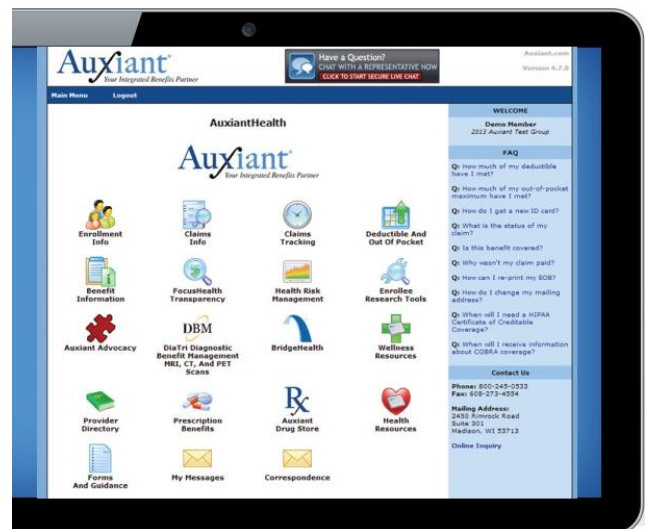 Auxiant
Your Integrated Benefits Partner
Have a Question?
CHAT WITH A REPRESENTATIVE NOW
CLICK TO START SECURE LIVE CHAT
Auxiant.com
Version 4.7.8
Main Menu Logout
AuxiantHealth
Auxiant
Your Integrated Benefits Partner
Enrollment
Info
Claims
Info
Claims
Tracking
Deductible And
Out Of Pocket
Benefit
Information
FocusHealth
Transparency
Health Risk
Management
Enrollee
Research Tools
Auxiant Advocacy
DBM
DiaTri Diagnostic
Benefit Management
MRI, CT, And PET
Scans
BridgeHealth
Wellness
Resources
Provider
Directory
Prescription
Benefits
Rx
Auxiant
Drug Store
Health
Resources
Forms
And Guidance
My Messages
Correspondence
WELCOME
Demo Member
2013 Auxiant Test Group
FAQ
Q: How much of my deductible
have I met?
Q: How much of my out-of-pocket
maximum have I met?
Q: How do I get a new ID card?
Q: What is the status of my
claim?
Q: Is this benefit covered?
Q: Why wasn't my claim paid?
Q: How can I re-print my EOB?
Q: How do I change my mailing
address?
Q: When will I need a HIPAA
Certificate of Creditable
Coverage?
Q: When will I receive information
about COBRA coverage?
Contact Us
Phone: 800-245-0533
Fax: 608-273-4554
Mailing Address:
2450 Rimrock Road
Suite 301
Madison, WI 53713
Online Inquiry